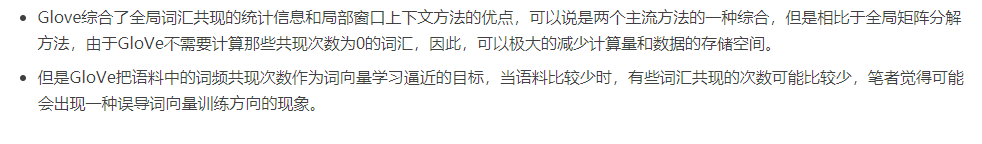 Glove综合了全局词汇共现的统计信息和局部窗口上下文方法的优点，可以说是两个主流方法的一种综合，但是相比于全局矩阵分解
方法，由于GloVe不需要计算那些共现次数为0的词汇，因此，可以极大的减少计算量和数据的存储空间。
但是GloVe把语料中的词频共现次数作为词向量学习逼近的目标，当语料比较少时，有些词汇共现的次数可能比较少，笔者觉得可能
会出现一种误导词向量训练方向的现象。